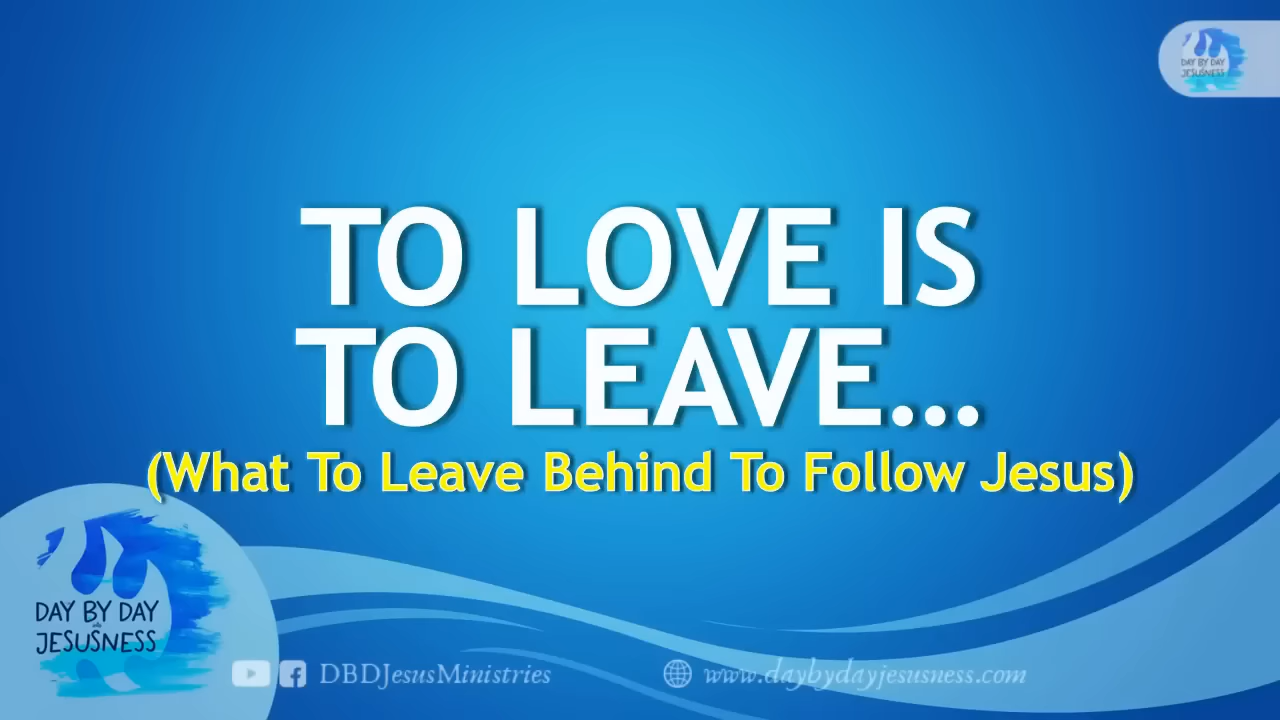 DAY BY DAY
JESUSNESS
TO LOVE IS
TO LEAVE...
(What To Leave Behind To Follow Jesus)
DAY BY DAY
JESUSNESS
DBDJesusMinistries
www.daybydayjesusness.com